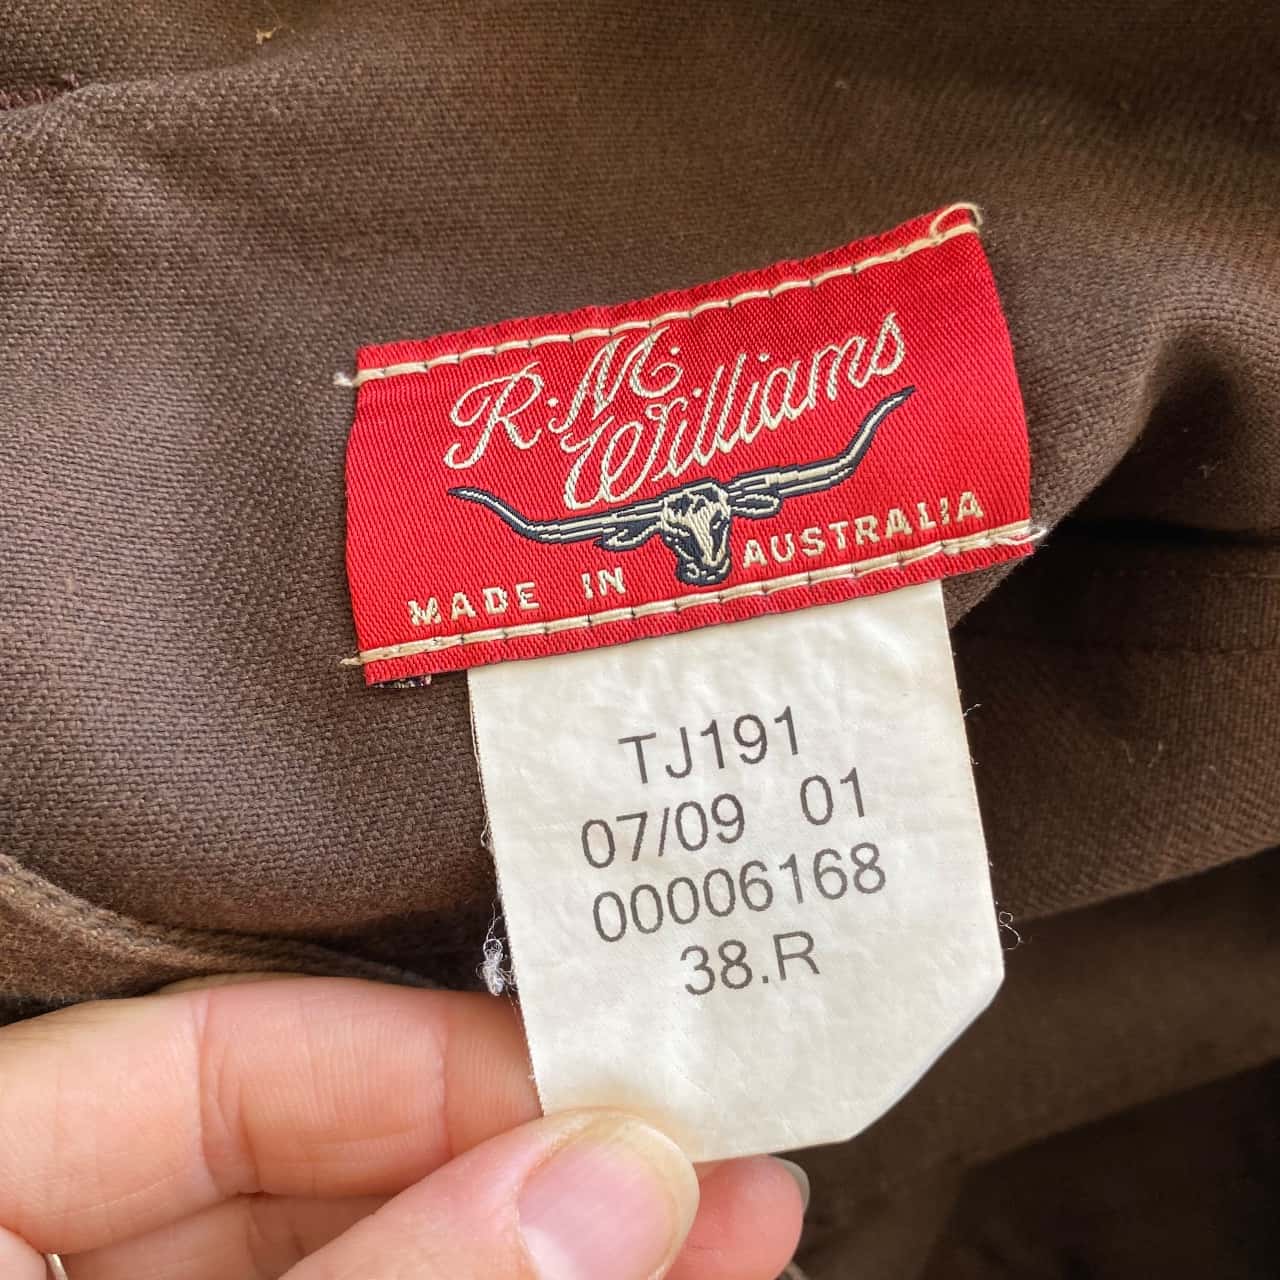 R.M.
Williams
MADE IN AUSTRALIA
TJ191
07/09 01
00006168
38.R